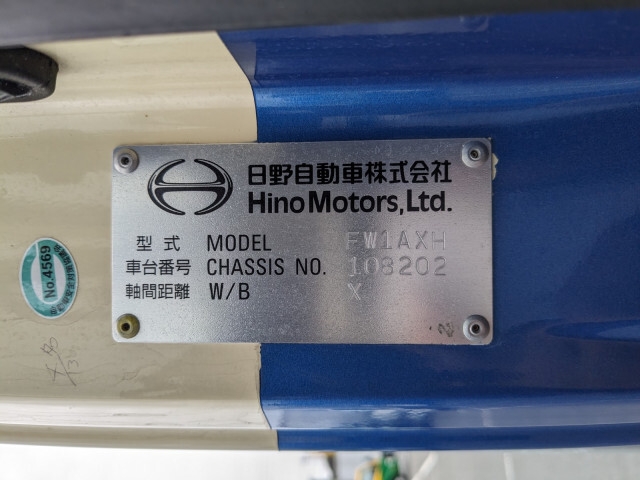 日野自動車株式会社
Hino Motors, Ltd.
型式 MODEL FW1AXH
車台番号 CHASSIS NO. 108202
軸間距離 W/B X
No.4569